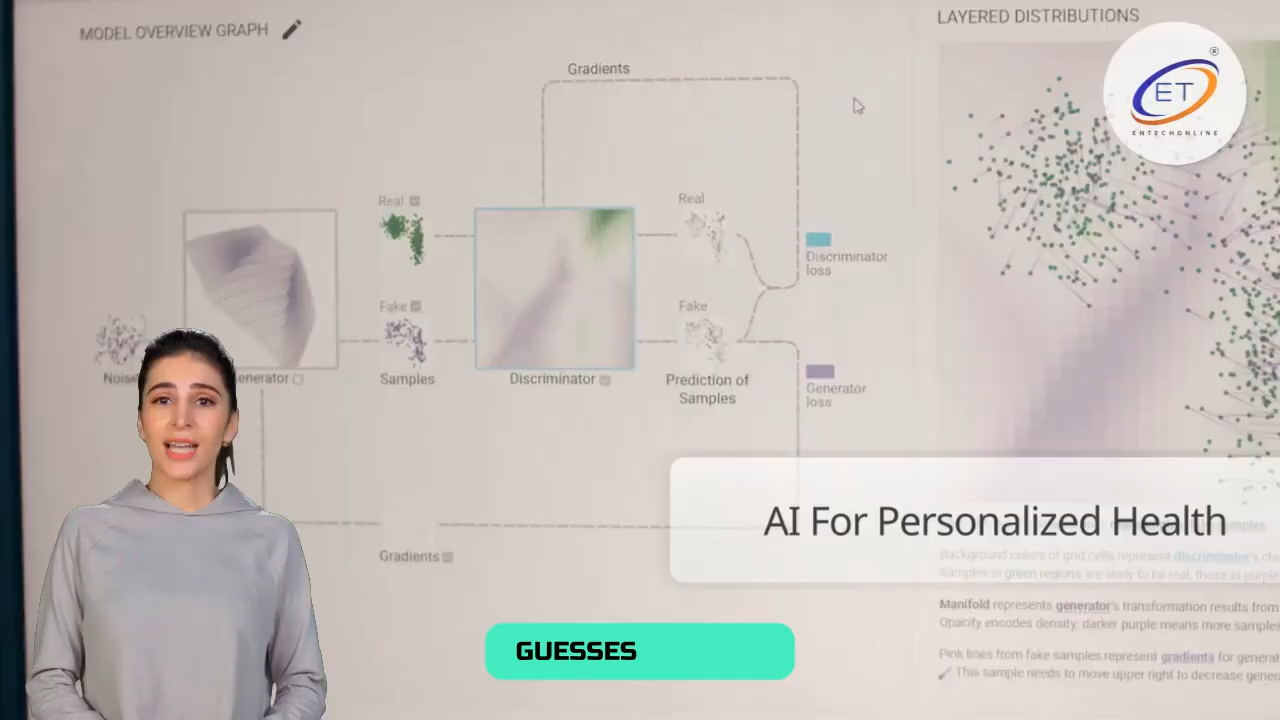 MODEL OVERVIEW GRAPH
LAYERED DISTRIBUTIONS
®
ET
ENTECHONLINE
Gradients
Real
Real
Discriminator
loss
Fake
Fake
Generator
loss
Samples
Discriminator
Prediction of
Samples
Gradients
AI For Personalized Health
Background colors of grid cells represent discriminator's
Samples in green regions are likely to be real, those in purple
Manifold represents generator's transformation results from
Opacity encodes density: darker purple means more samples
Pink lines from fake samples represent gradients for
This sample needs to move upper right to decrease
GUESSES